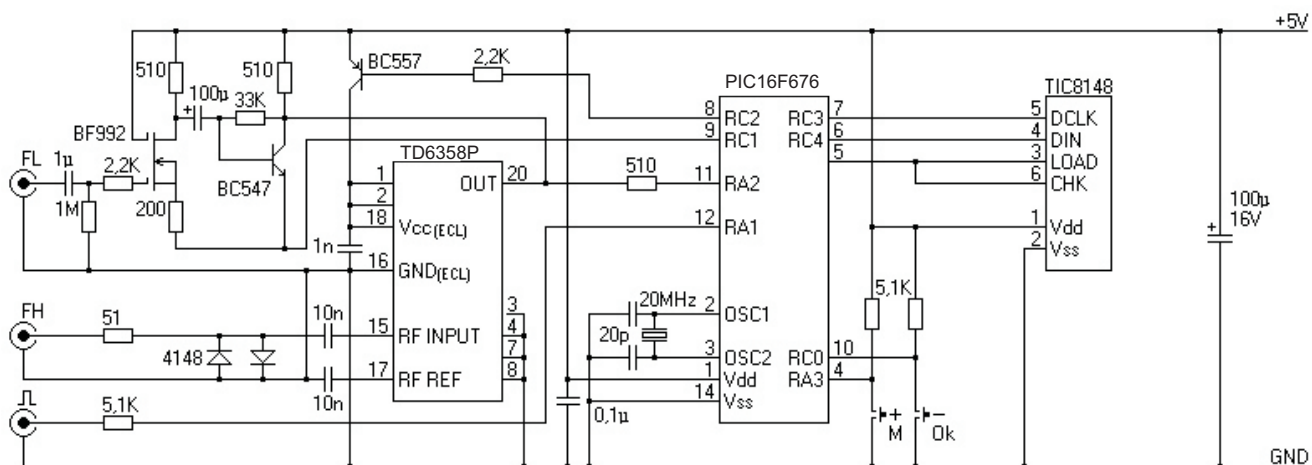 +5V
510
510
BC557
2,2K
PIC16F676
TIC8148
100µ
33K
BF992
8 RC2 RC3 7
5 DCLK
9 RC1 RC4 6
4 DIN
5
3 LOAD
6 CHK
FL
1µ
2,2K
BC547
TD6358P
1
OUT 20
510
11 RA2
2
1M
200
18 VCC(ECL)
12 RA1
1 Vdd
2 Vss
100µ
16V
+
+
1n
16 GND(ECL)
5,1K
FH
51
10n
15 RF INPUT
3
4
7
8
20MHz
20p
2 OSC1
3 OSC2 RC0 10
4148
17 RF REF
1 Vdd RA3 4
10n
14 Vss
5,1K
0,1µ
+
M
−
Ok
GND